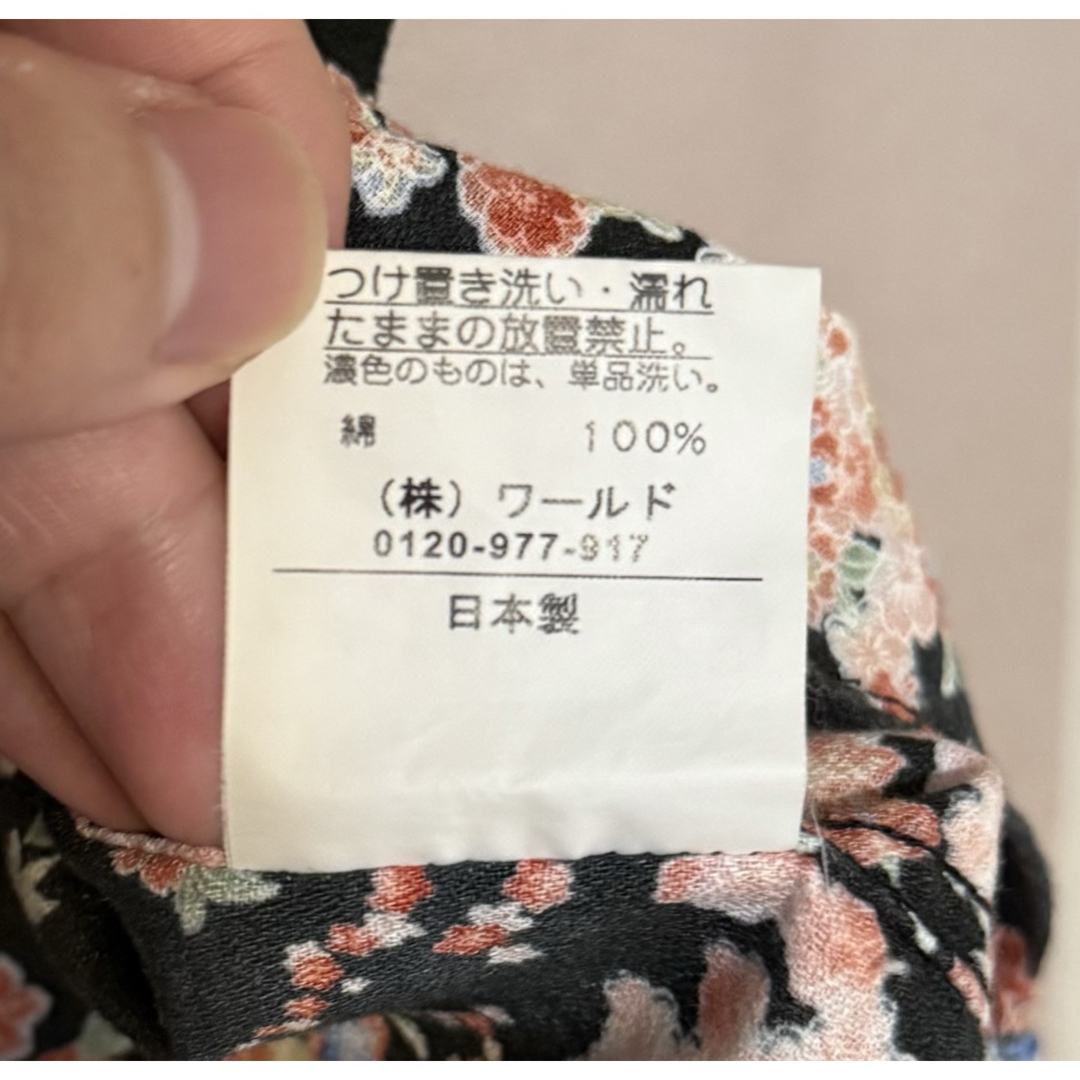 つけ置き洗い・濡れ
たままの放置禁止。
濃色のものは、単品洗い。
綿 100%
(株)ワールド
0120-977-917
日本製